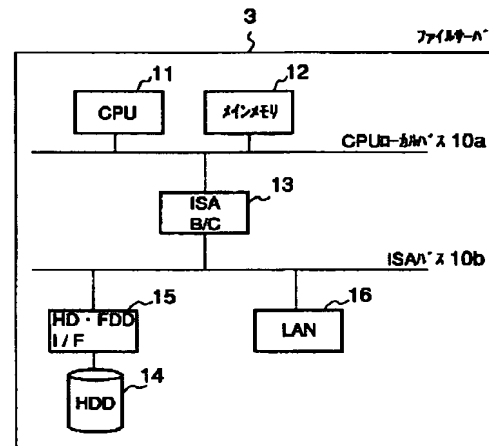 3
ﾌｧｲﾙｻｰﾊﾞ
11
CPU
12
ﾒｲﾝﾒﾓﾘ
CPUﾛｰｶﾙﾊﾞｽ 10a
ISA
B/C
13
ISAﾊﾞｽ 10b
HD・FDD
I/F
15
LAN
16
HDD
14